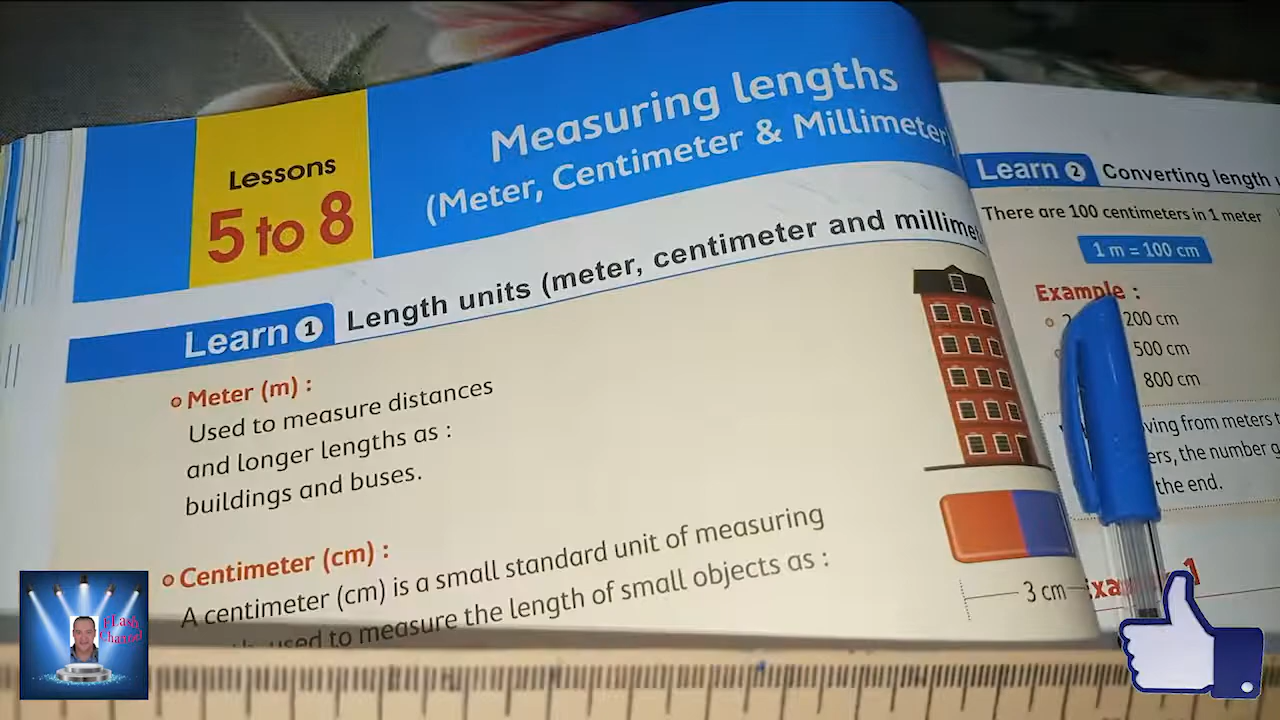 Lessons
5 to 8
Measuring lengths
(Meter, Centimeter & Millimeter)
Learn 1 Length units (meter, centimeter and millime
Meter (m) :
Used to measure distances
and longer lengths as :
buildings and buses.
Centimeter (cm) :
A centimeter (cm) is a small standard unit of measuring
used to measure the length of small objects as :
3 cm
Learn 2 Converting length
There are 100 centimeters in 1 meter
1 m = 100 cm
Example :
200 cm
500 cm
800 cm
ving from meters
ers, the number
the end.
1
fLash
Channel